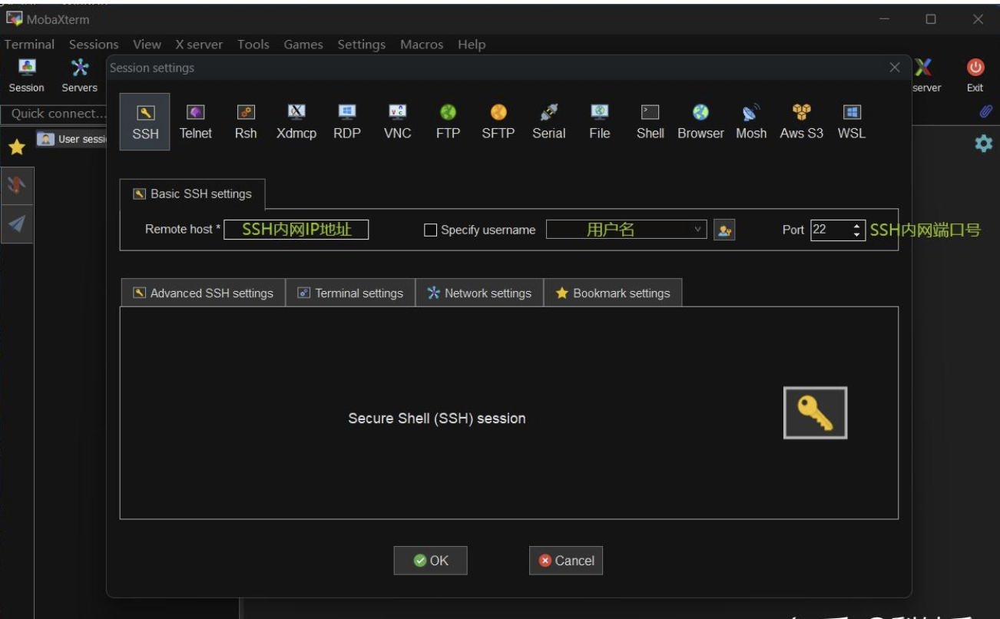 MobaXterm
Terminal Sessions View X server Tools Games Settings Macros Help
Session Servers server Exit
Session settings
Quick connect...
User sessi
SSH Telnet Rsh Xdmcp RDP VNC FTP SFTP Serial File Shell Browser Mosh Aws S3 WSL
Basic SSH settings
Remote host * SSH内网IP地址 Specify username 用户名 Port 22 SSH内网端口号
Advanced SSH settings Terminal settings Network settings Bookmark settings
Secure Shell (SSH) session
OK Cancel